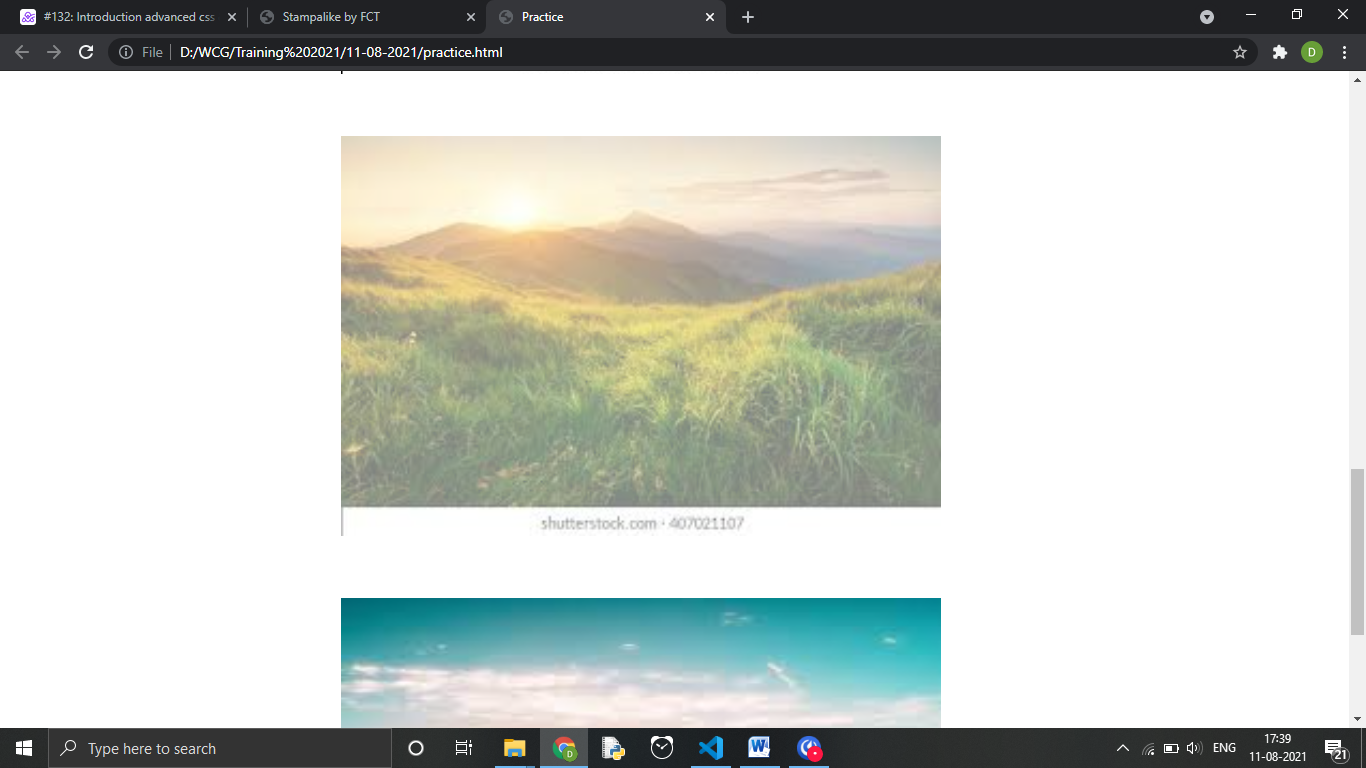 #132: Introduction advanced css
Stampalike by FCT
Practice
File
D:/WCG/Training%202021/11-08-2021/practice.html
D
shutterstock.com · 407021107
Type here to search
D
W
ENG
17:39
11-08-2021
21